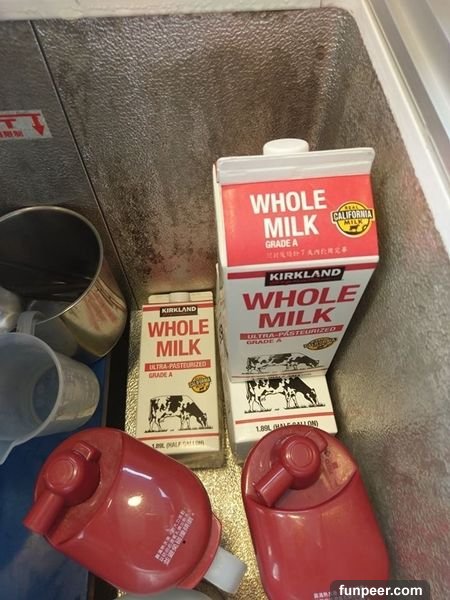 WHOLE
MILK
GRADE A
REAL
CALIFORNIA
MILK
KIRKLAND
WHOLE
MILK
ULTRA-PASTEURIZED
GRADE A
1.89L (HALF GALLON)
KIRKLAND
WHOLE
MILK
ULTRA-PASTEURIZED
GRADE A
1.89L (HALF GALLON)
funpeer.com